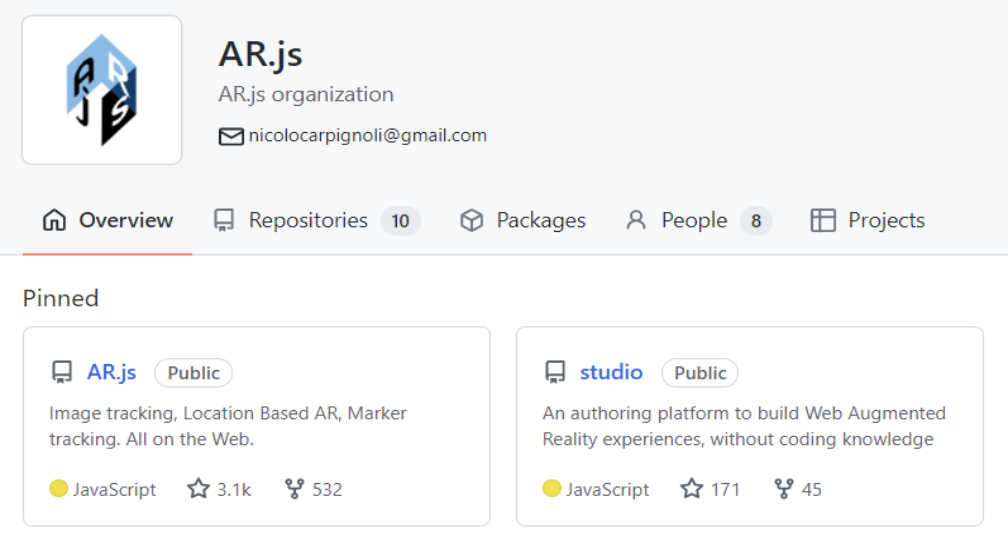 AR.js
AR.js
AR.js organization
nicolocarpignoli@gmail.com
Overview Repositories 10 Packages People 8 Projects
Pinned
AR.js Public
Image tracking, Location Based AR, Marker
tracking. All on the Web.
JavaScript 3.1k 532
studio Public
An authoring platform to build Web Augmented
Reality experiences, without coding knowledge
JavaScript 171 45